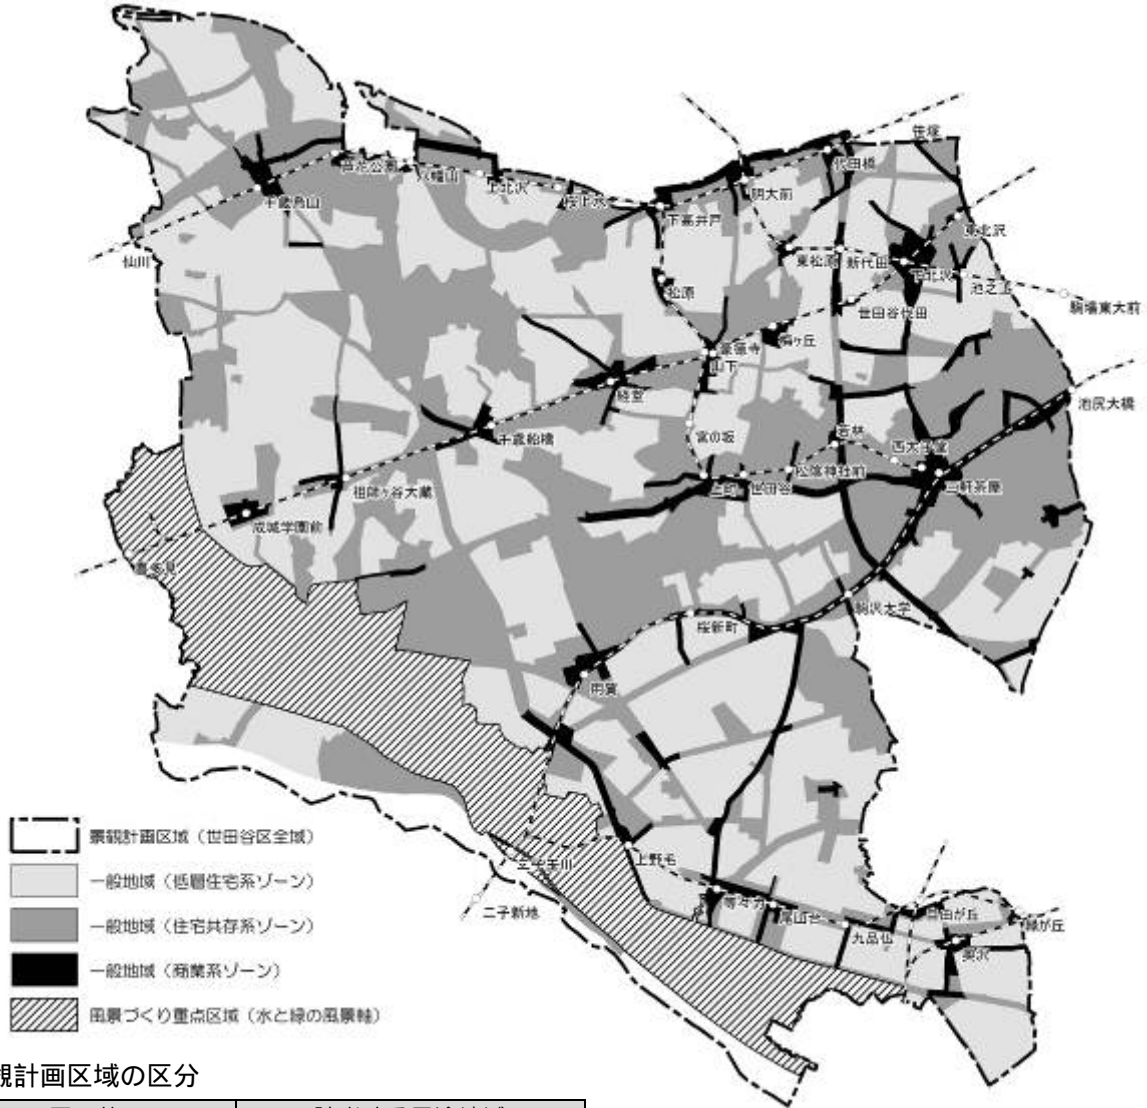 笹塚
代田橋
明大前
芦花公園
八幡山
上北沢
桜上水
下高井戸
千歳烏山
東北沢
仙川
東松原
新代田
下北沢
池之上
松原
駒場東大前
世田谷代田
梅ヶ丘
豪徳寺
山下
経堂
池尻大橋
千歳船橋
宮の坂
若林
西太子堂
松陰神社前
上町
世田谷
三軒茶屋
祖師ヶ谷大蔵
成城学園前
喜多見
駒沢大学
桜新町
用賀
景観計画区域（世田谷区全域）
上野毛
二子玉川
一般地域（低層住宅系ゾーン）
等々力
尾山台
二子新地
自由が丘
緑が丘
一般地域（住宅共存系ゾーン）
九品仏
奥沢
一般地域（商業系ゾーン）
風景づくり重点区域（水と緑の風景軸）
観計画区域の区分